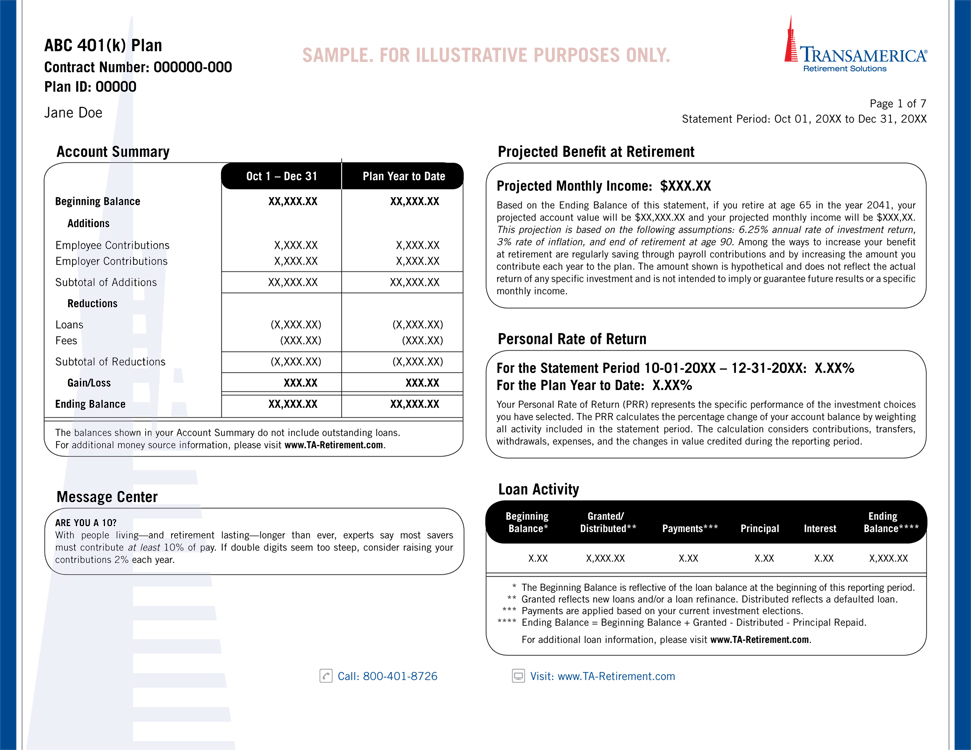 ABC 401(k) Plan
Contract Number: 000000-000
Plan ID: 00000
Jane Doe
SAMPLE. FOR ILLUSTRATIVE PURPOSES ONLY.
TRANSAMERICA®
Retirement Solutions
Page 1 of 7
Statement Period: Oct 01, 20XX to Dec 31, 20XX
Account Summary
Oct 1 – Dec 31 Plan Year to Date
Beginning Balance XX,XXX.XX XX,XXX.XX
Additions
Employee Contributions X,XXX.XX X,XXX.XX
Employer Contributions X,XXX.XX X,XXX.XX
Subtotal of Additions XX,XXX.XX XX,XXX.XX
Reductions
Loans (X,XXX.XX) (X,XXX.XX)
Fees (XXX.XX) (XXX.XX)
Subtotal of Reductions (X,XXX.XX) (X,XXX.XX)
Gain/Loss XXX.XX XXX.XX
Ending Balance XX,XXX.XX XX,XXX.XX
The balances shown in your Account Summary do not include outstanding loans.
For additional money source information, please visit www.TA-Retirement.com.
Message Center
ARE YOU A 10?
With people living—and retirement lasting—longer than ever, experts say most savers
must contribute at least 10% of pay. If double digits seem too steep, consider raising your
contributions 2% each year.
Projected Benefit at Retirement
Projected Monthly Income: $XXX.XX
Based on the Ending Balance of this statement, if you retire at age 65 in the year 2041, your
projected account value will be $XX,XXX.XX and your projected monthly income will be $XXX,XX.
This projection is based on the following assumptions: 6.25% annual rate of investment return,
3% rate of inflation, and end of retirement at age 90. Among the ways to increase your benefit
at retirement are regularly saving through payroll contributions and by increasing the amount you
contribute each year to the plan. The amount shown is hypothetical and does not reflect the actual
return of any specific investment and is not intended to imply or guarantee future results or a specific
monthly income.
Personal Rate of Return
For the Statement Period 10-01-20XX – 12-31-20XX: X.XX%
For the Plan Year to Date: X.XX%
Your Personal Rate of Return (PRR) represents the specific performance of the investment choices
you have selected. The PRR calculates the percentage change of your account balance by weighting
all activity included in the statement period. The calculation considers contributions, transfers,
withdrawals, expenses, and the changes in value credited during the reporting period.
Loan Activity
Beginning Granted/ Ending
Balance* Distributed** Payments*** Principal Interest Balance****
X.XX X,XXX.XX X.XX X.XX X.XX X,XXX.XX
* The Beginning Balance is reflective of the loan balance at the beginning of this reporting period.
** Granted reflects new loans and/or a loan refinance. Distributed reflects a defaulted loan.
*** Payments are applied based on your current investment elections.
**** Ending Balance = Beginning Balance + Granted - Distributed - Principal Repaid.
For additional loan information, please visit www.TA-Retirement.com.
Call: 800-401-8726
Visit: www.TA-Retirement.com